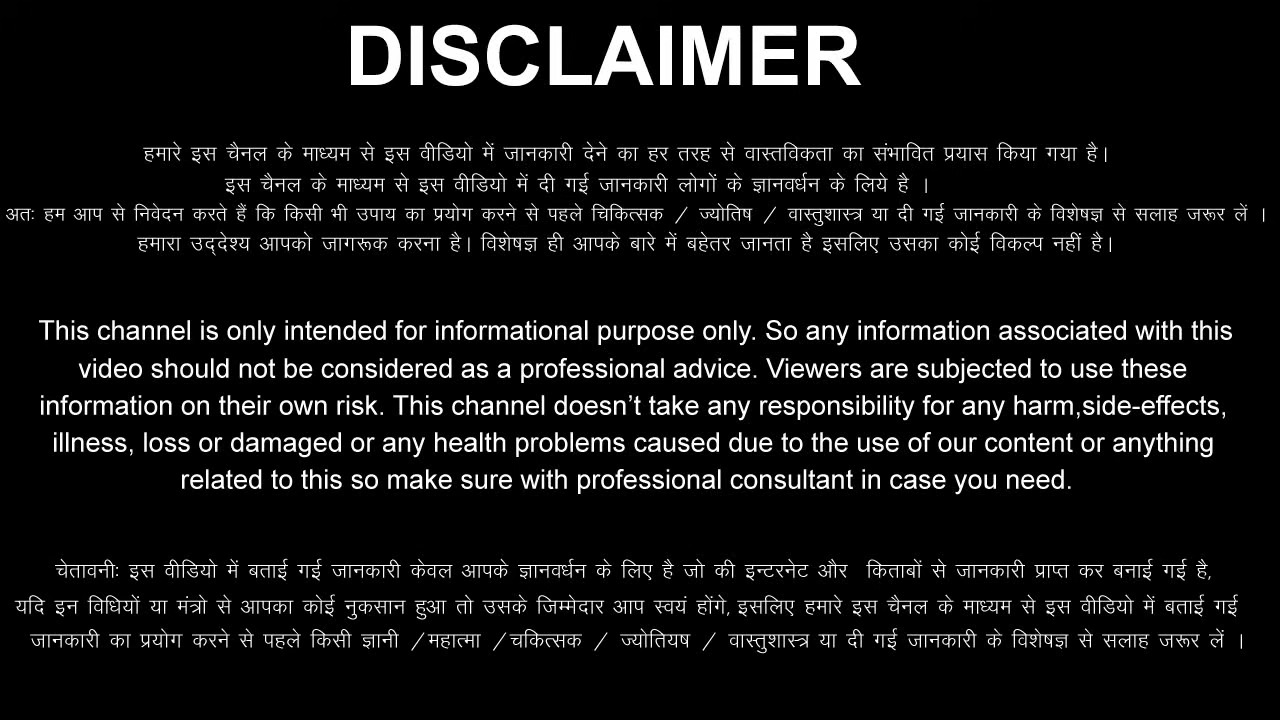 DISCLAIMER
हमारे इस चैनल के माध्यम से इस वीडियो में जानकारी देने का हर तरह से वास्तविकता का संभावित प्रयास किया गया है।
इस चैनल के माध्यम से इस वीडियो में दी गई जानकारी लोगों के ज्ञानवर्धन के लिये है ।
अतः हम आप से निवेदन करते हैं कि किसी भी उपाय का प्रयोग करने से पहले चिकित्सक / ज्योतिष / वास्तुशास्त्र या दी गई जानकारी के विशेषज्ञ से सलाह जरूर लें ।
हमारा उद्देश्य आपको जागरूक करना है। विशेषज्ञ ही आपके बारे में बहेतर जानता है इसलिए उसका कोई विकल्प नहीं है।
This channel is only intended for informational purpose only. So any information associated with this
video should not be considered as a professional advice. Viewers are subjected to use these
information on their own risk. This channel doesn’t take any responsibility for any harm,side-effects,
illness, loss or damaged or any health problems caused due to the use of our content or anything
related to this so make sure with professional consultant in case you need.
चेतावनीः इस वीडियो में बताई गई जानकारी केवल आपके ज्ञानवर्धन के लिए है जो की इन्टरनेट और किताबों से जानकारी प्राप्त कर बनाई गई है,
यदि इन विधियों या मंत्रो से आपका कोई नुकसान हुआ तो उसके जिम्मेदार आप स्वयं होंगे, इसलिए हमारे इस चैनल के माध्यम से इस वीडियो में बताई गई
जानकारी का प्रयोग करने से पहले किसी ज्ञानी /महात्मा /चकित्सक / ज्योतियष / वास्तुशास्त्र या दी गई जानकारी के विशेषज्ञ से सलाह जरूर लें ।